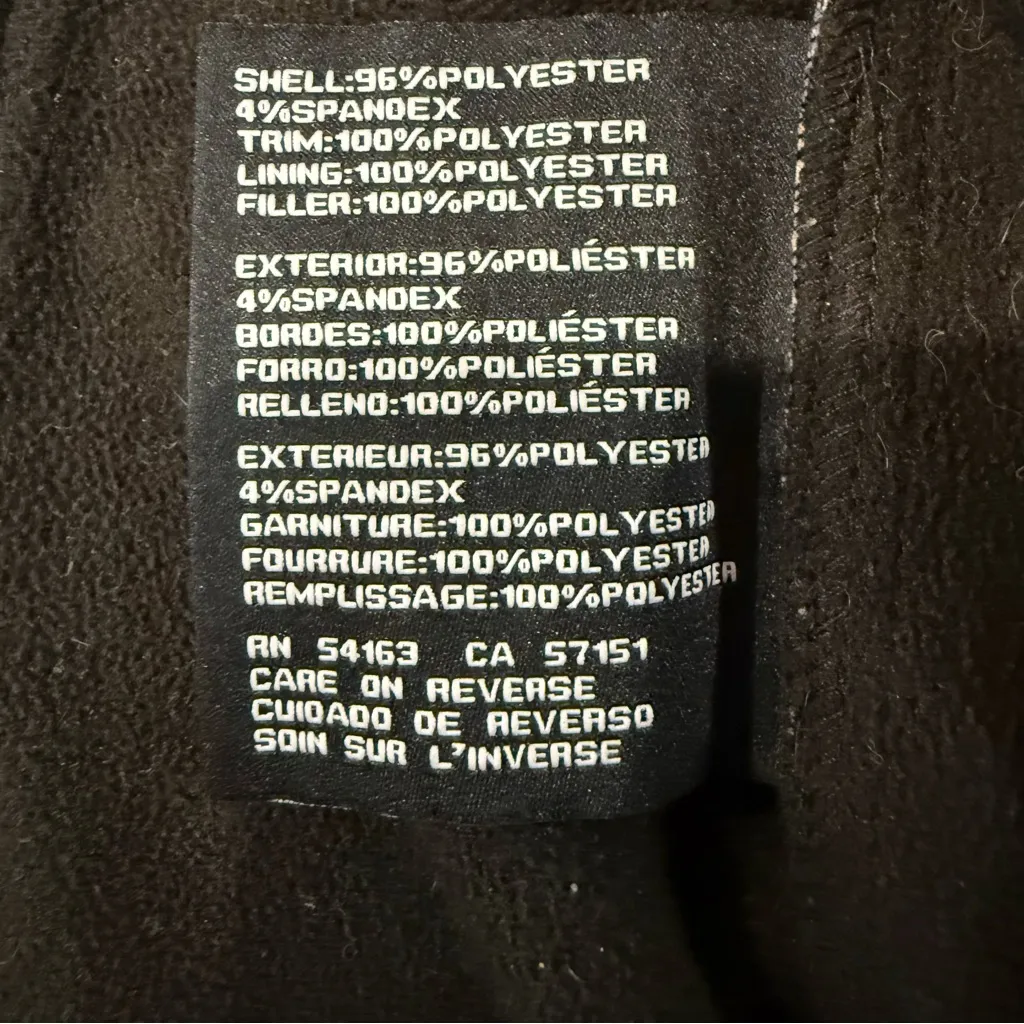 SHELL:96%POLYESTER
4%SPANDEX
TRIM:100%POLYESTER
LINING:100%POLYESTER
FILLER:100%POLYESTER
EXTERIOR:96%POLIÉSTER
4%SPANDEX
BORDES:100%POLIÉSTER
FORRO:100%POLIÉSTER
RELLENO:100%POLIÉSTER
EXTERIEUR:96%POLYESTER
4%SPANDEX
GARNITURE:100%POLYESTER
FOURRURE:100%POLYESTER
REMPLISSAGE:100%POLYESTER
RN 54163 CA 57151
CARE ON REVERSE
CUIDADO DE REVERSO
SOIN SUR L'INVERSE